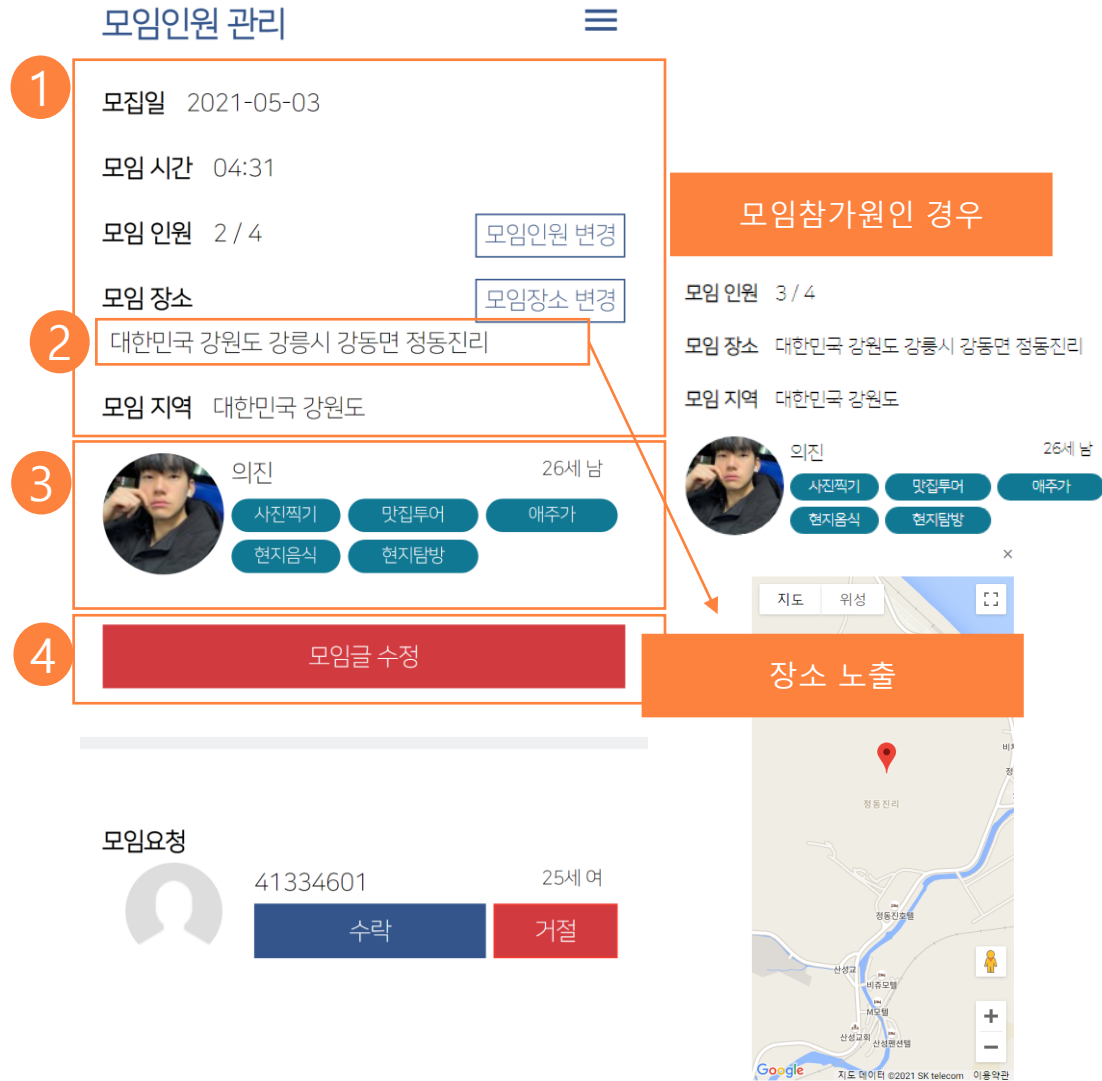 모임인원 관리
1
모집일 2021-05-03
모임 시간 04:31
모임 인원 2 / 4
모임인원 변경
모임 장소
모임장소 변경
2
대한민국 강원도 강릉시 강동면 정동진리
모임 지역 대한민국 강원도
3
의진
26세 남
사진찍기 맛집투어 애주가
현지음식 현지탐방
4
모임글 수정
모임요청
41334601
25세 여
수락
거절
모임참가원인 경우
모임 인원 3 / 4
모임 장소 대한민국 강원도 강릉시 강동면 정동진리
모임 지역 대한민국 강원도
의진
26세 남
사진찍기 맛집투어 애주가
현지음식 현지탐방
×
지도 위성
장소 노출
정동진리
정동진호텔
산성교
비쥬모텔
M모텔
산성교회
산성펜션텔
Google
지도 데이터 ©2021 SK telecom 이용약관